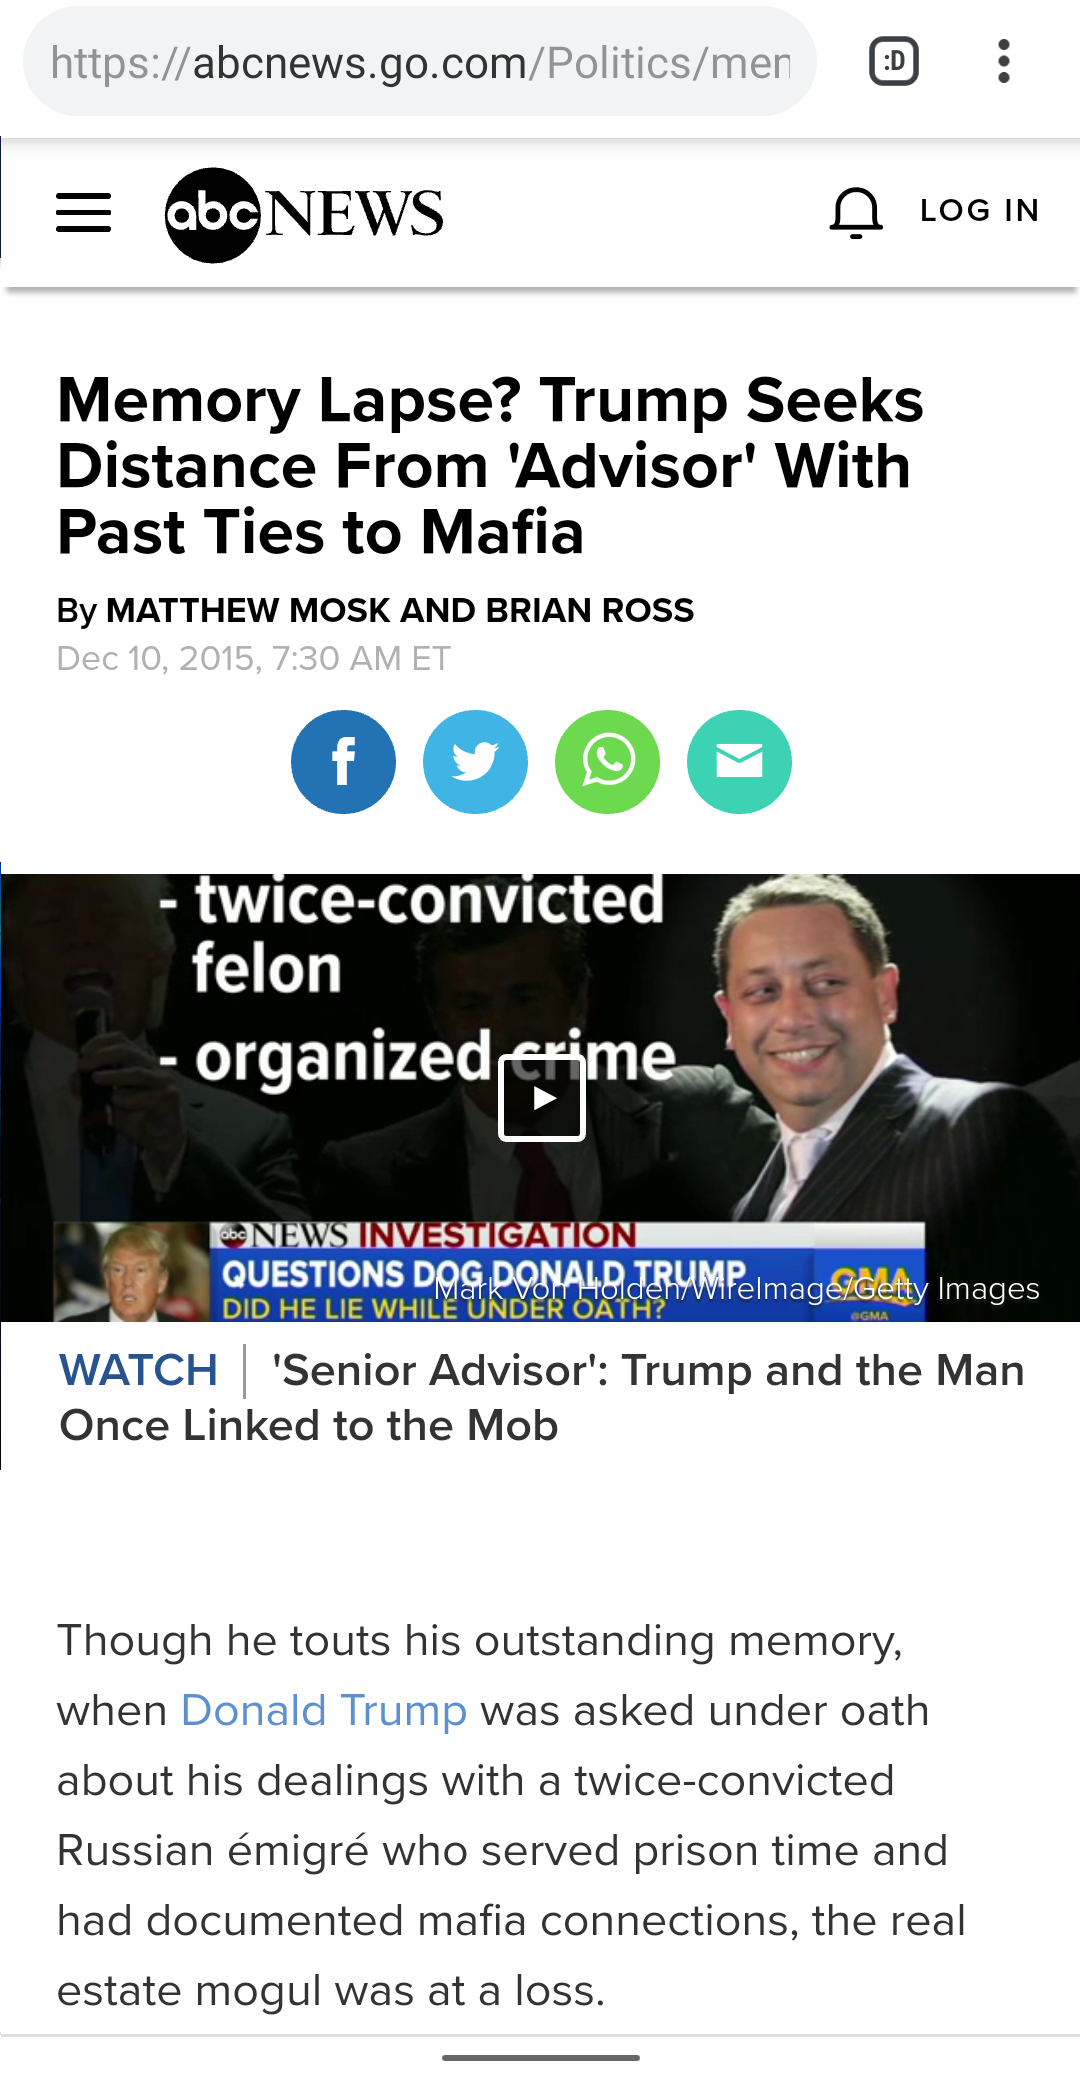 https://abcnews.go.com/Politics/mem
:D
abc NEWS
LOG IN
Memory Lapse? Trump Seeks
Distance From 'Advisor' With
Past Ties to Mafia
By MATTHEW MOSK AND BRIAN ROSS
Dec 10, 2015, 7:30 AM ET
- twice-convicted
felon
- organized crime
abc NEWS INVESTIGATION
QUESTIONS DOG DONALD TRUMP
DID HE LIE WHILE UNDER OATH?
GMA
@GMA
Mark Von Holden/WireImage/Getty Images
WATCH | 'Senior Advisor': Trump and the Man
Once Linked to the Mob
Though he touts his outstanding memory,
when Donald Trump was asked under oath
about his dealings with a twice-convicted
Russian émigré who served prison time and
had documented mafia connections, the real
estate mogul was at a loss.